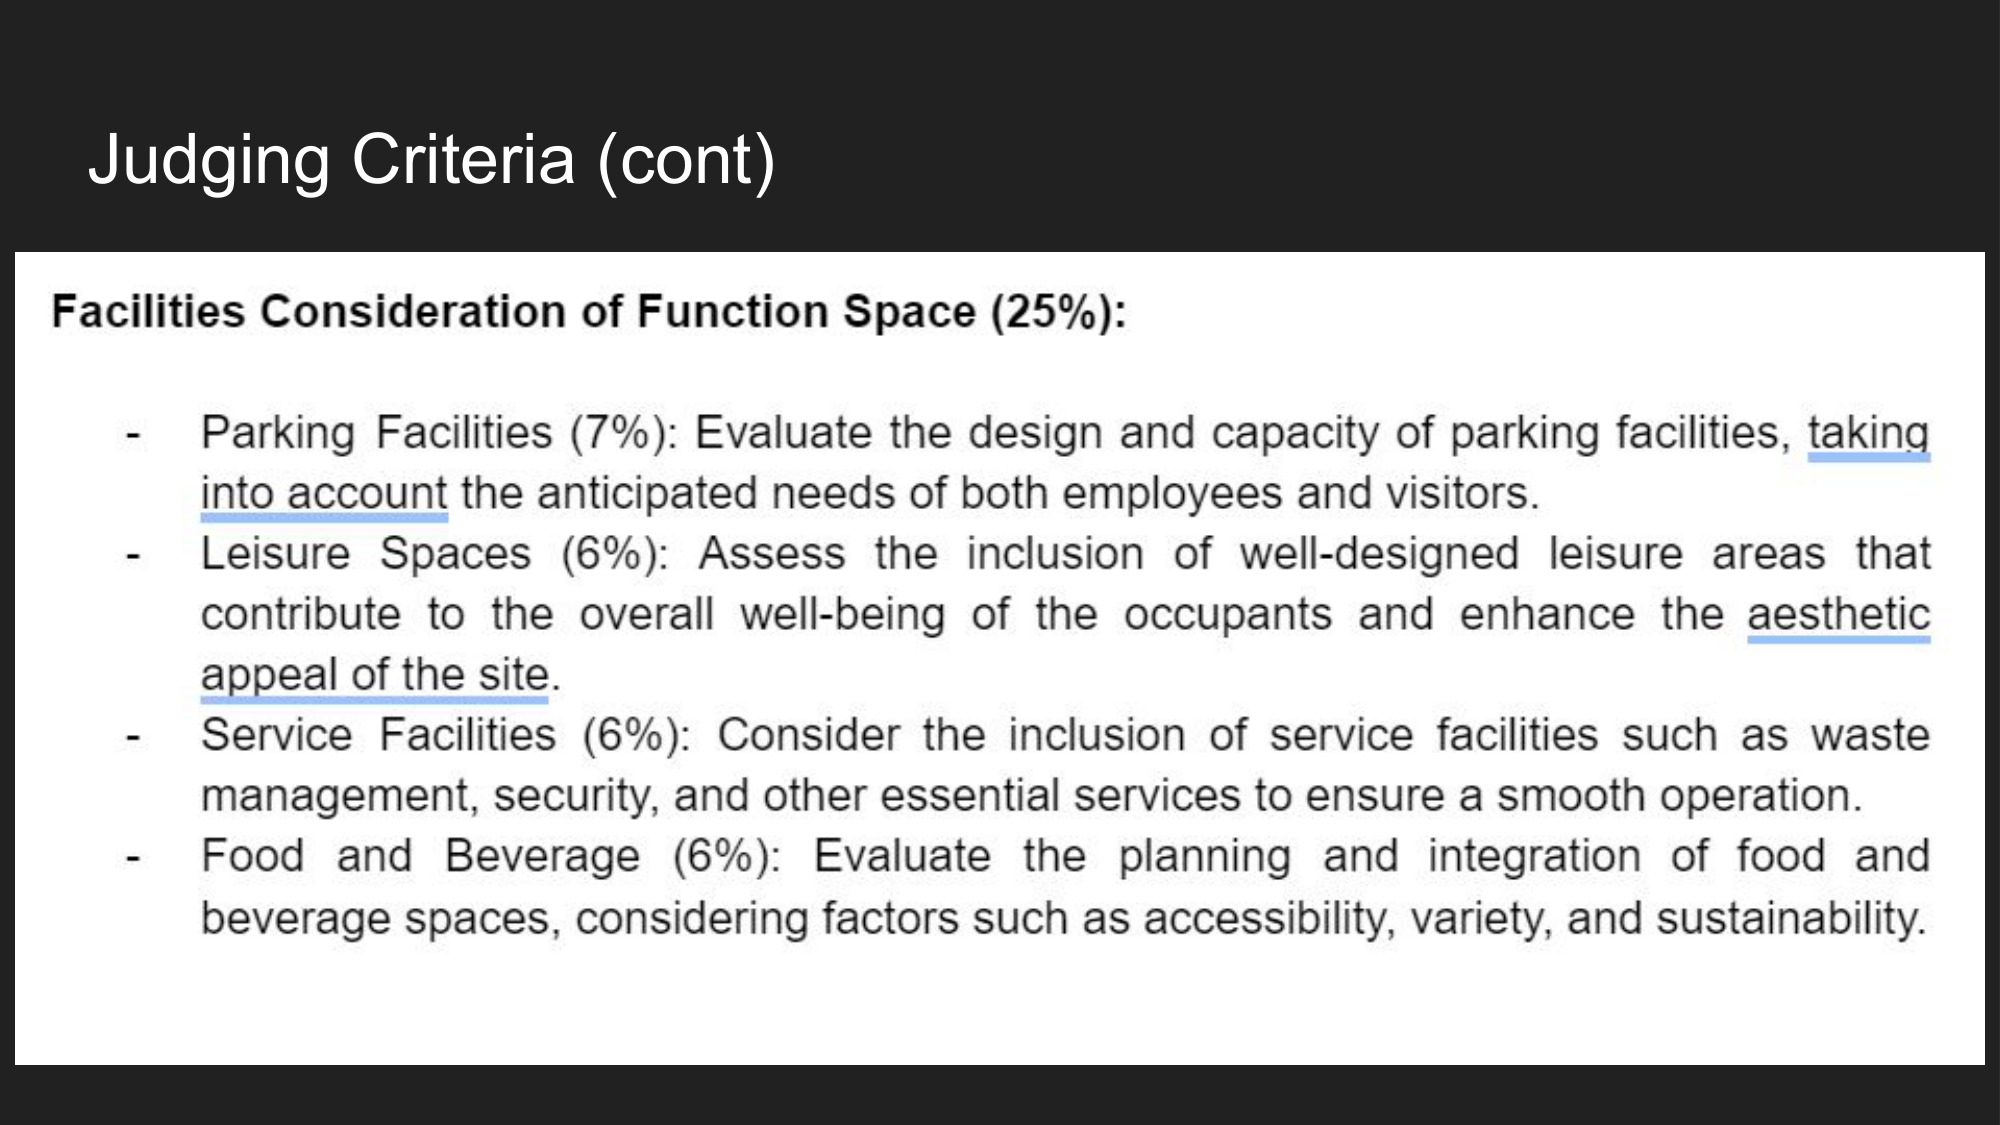 Judging Criteria (cont)
Facilities Consideration of Function Space (25%):
- Parking Facilities (7%): Evaluate the design and capacity of parking facilities, taking
into account the anticipated needs of both employees and visitors.
- Leisure Spaces (6%): Assess the inclusion of well-designed leisure areas that
contribute to the overall well-being of the occupants and enhance the aesthetic
appeal of the site.
- Service Facilities (6%): Consider the inclusion of service facilities such as waste
management, security, and other essential services to ensure a smooth operation.
- Food and Beverage (6%): Evaluate the planning and integration of food and
beverage spaces, considering factors such as accessibility, variety, and sustainability.